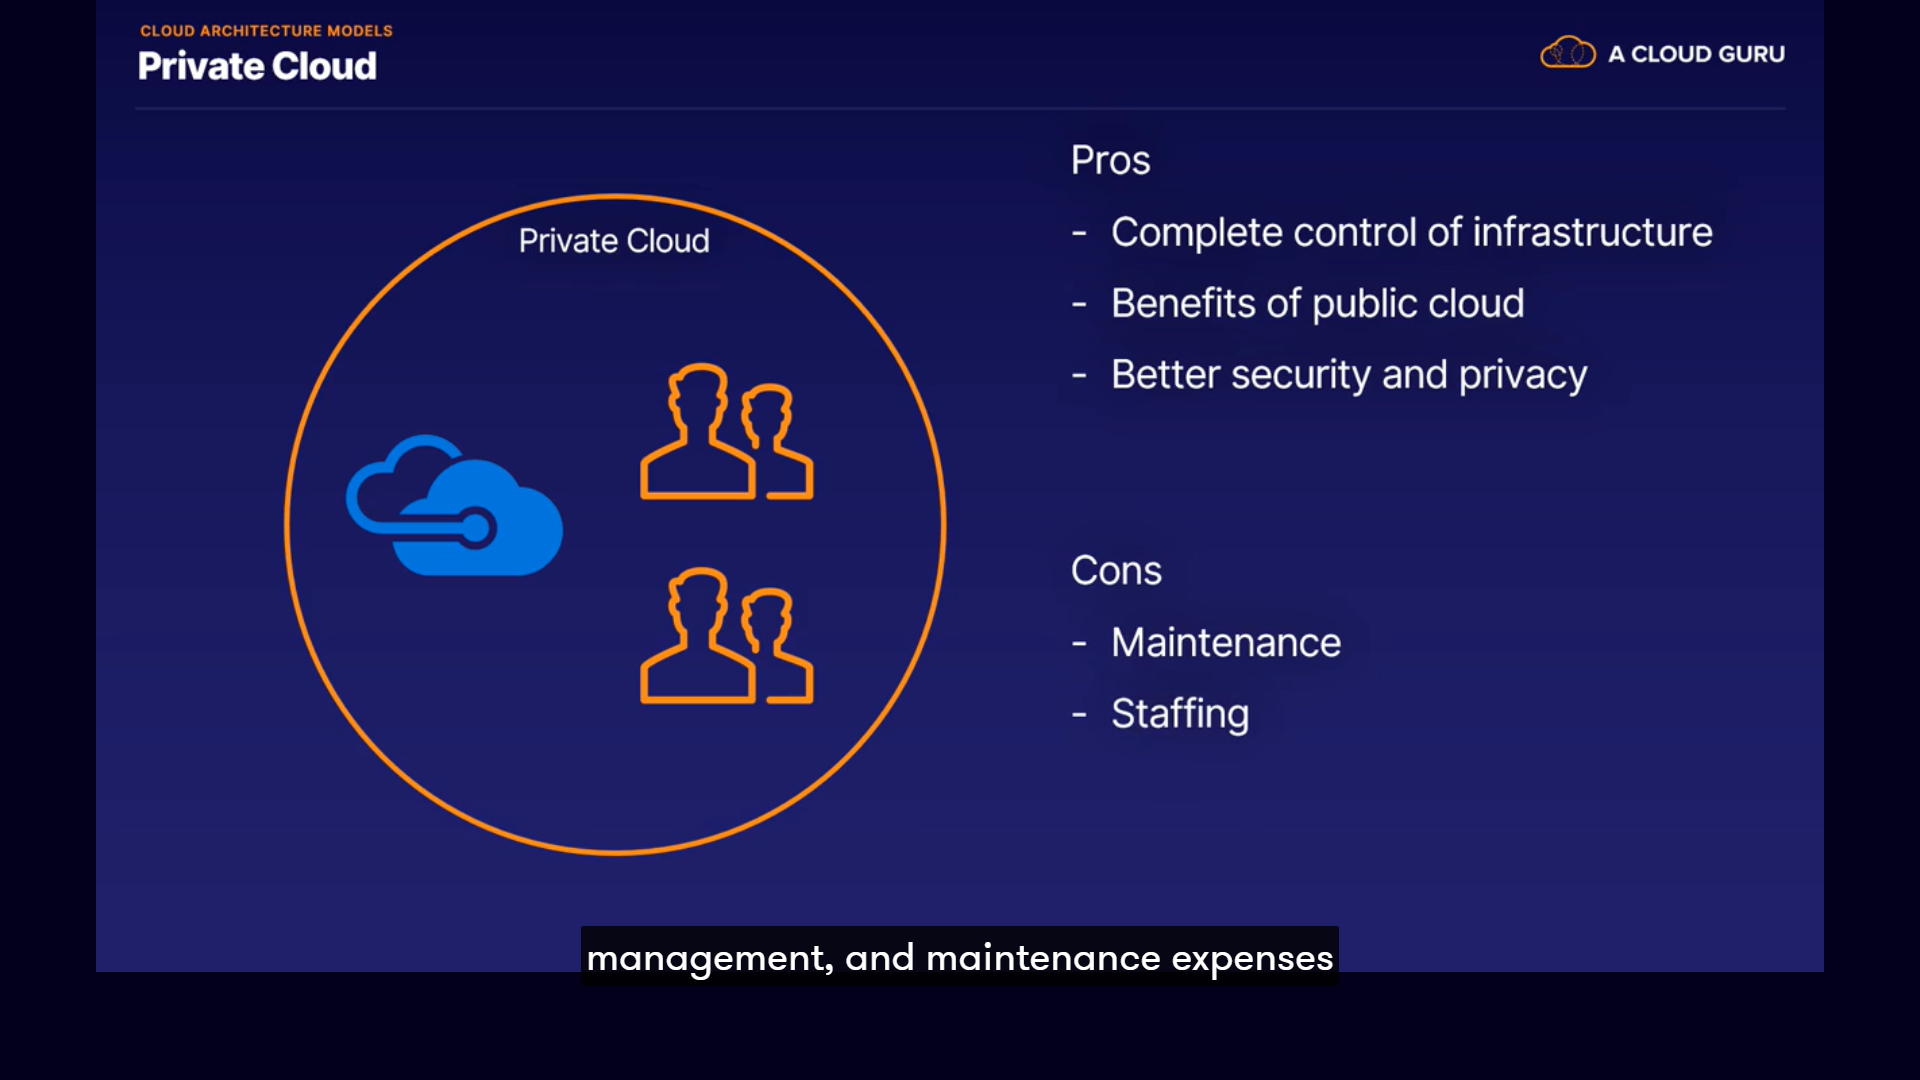 CLOUD ARCHITECTURE MODELS
Private Cloud
A CLOUD GURU
Private Cloud
Pros
- Complete control of infrastructure
- Benefits of public cloud
- Better security and privacy
Cons
- Maintenance
- Staffing
management, and maintenance expenses